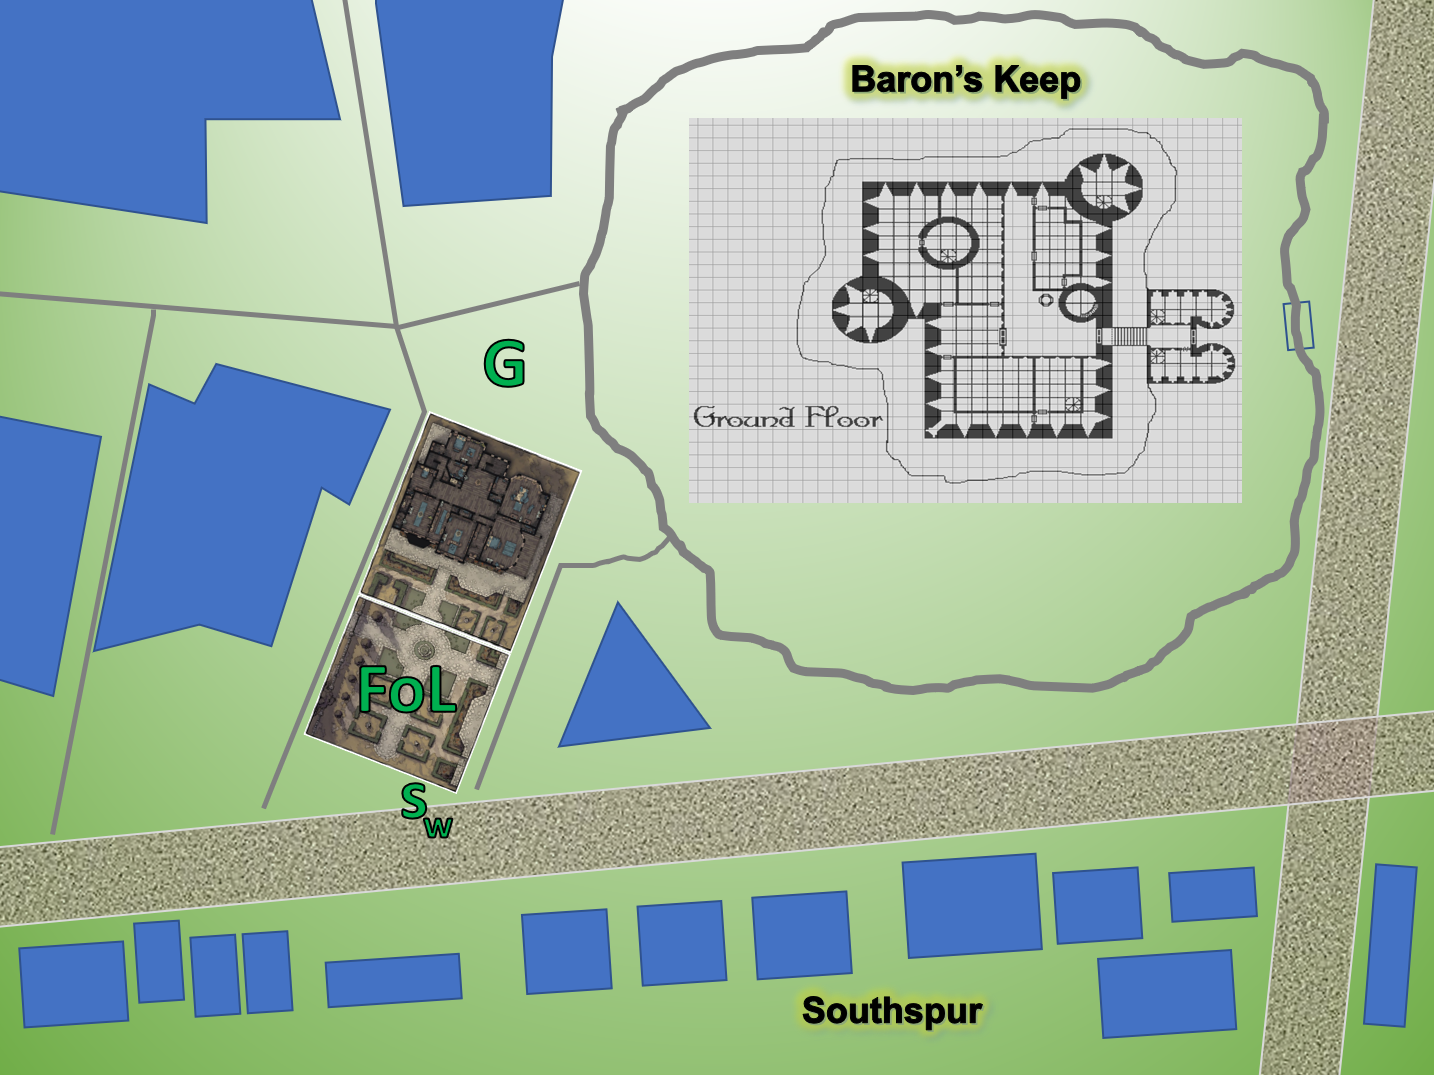 Baron’s Keep
G
Ground Floor
FoL
S
w
Southspur